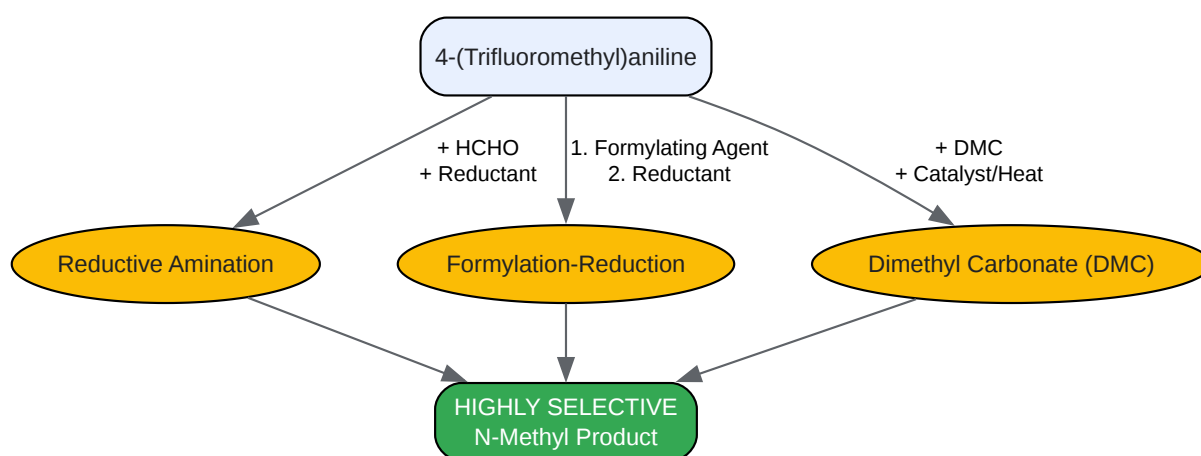 4-(Trifluoromethyl)aniline
+ HCHO
+ Reductant
1. Formylating Agent
2. Reductant
+ DMC
+ Catalyst/Heat
Reductive Amination
Formylation-Reduction
Dimethyl Carbonate (DMC)
HIGHLY SELECTIVE
N-Methyl Product